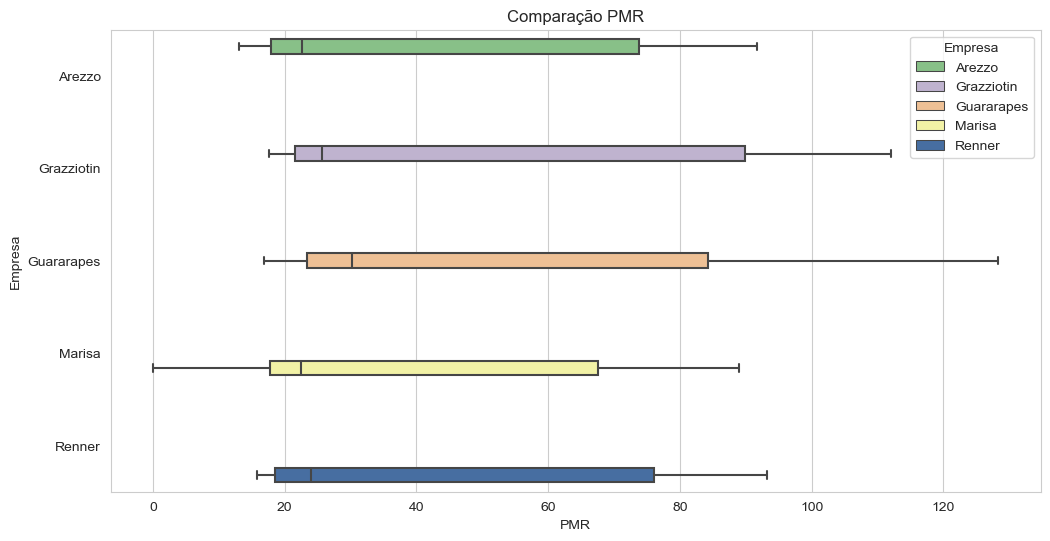 Comparação PMR
Empresa
Arezzo
Grazziotin
Guararapes
Marisa
Renner
Empresa
Arezzo
Grazziotin
Guararapes
Marisa
Renner
0 20 40 60 80 100 120
PMR